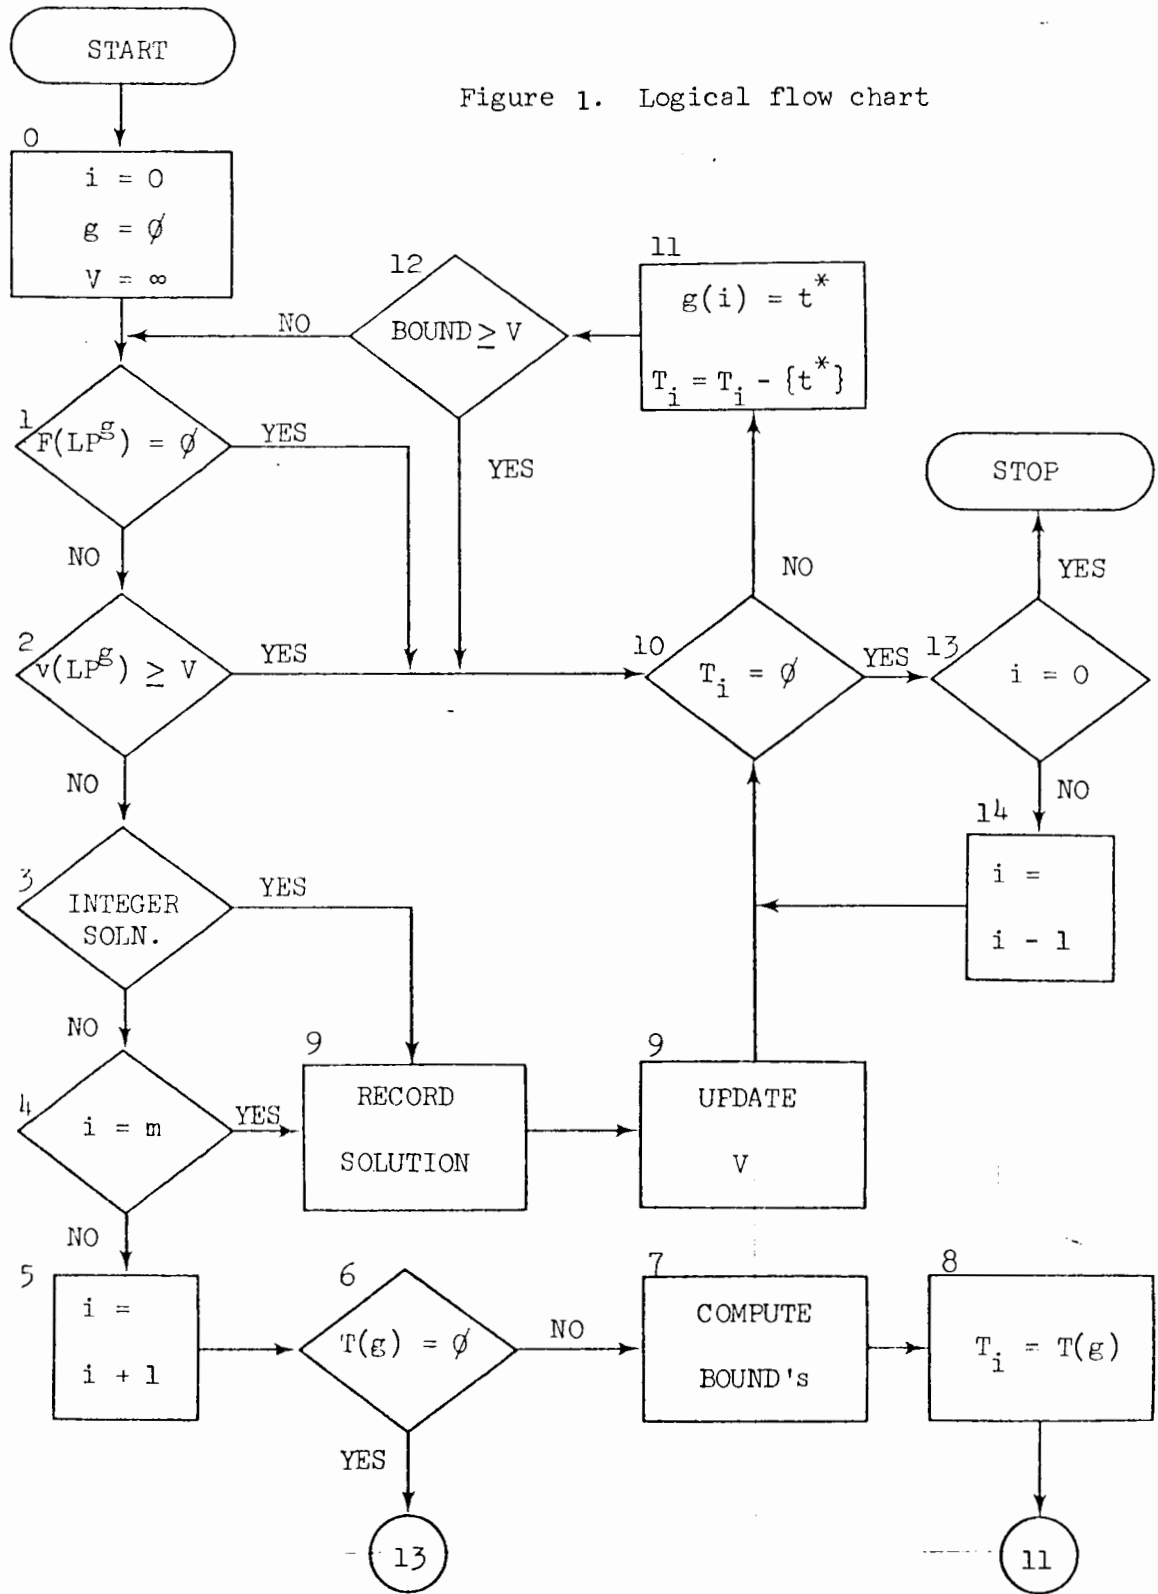 START
Figure 1. Logical flow chart
0
i = 0
g = ∅
V = ∞
12
BOUND ≥ V
NO
YES
11
g(i) = t*
T_i = T_i - {t*}
1
F(LP^g) = ∅
YES
NO
STOP
2
v(LP^g) ≥ V
YES
NO
10
T_i = ∅
NO
YES
13
i = 0
YES
NO
14
i =
i - 1
3
INTEGER
SOLN.
YES
NO
4
i = m
YES
NO
9
RECORD
SOLUTION
9
UPDATE
V
5
i =
i + 1
6
T(g) = ∅
NO
YES
7
COMPUTE
BOUND's
8
T_i = T(g)
13
11